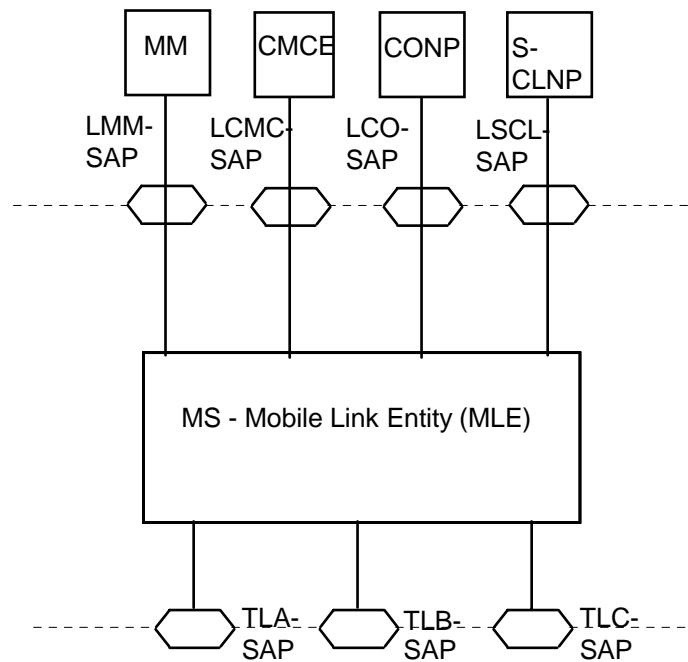 MM
CMCE
CONP
S-
CLNP
LMM-
SAP
LCMC-
SAP
LCO-
SAP
LSCL-
SAP
MS - Mobile Link Entity (MLE)
TLA-
SAP
TLB-
SAP
TLC-
SAP